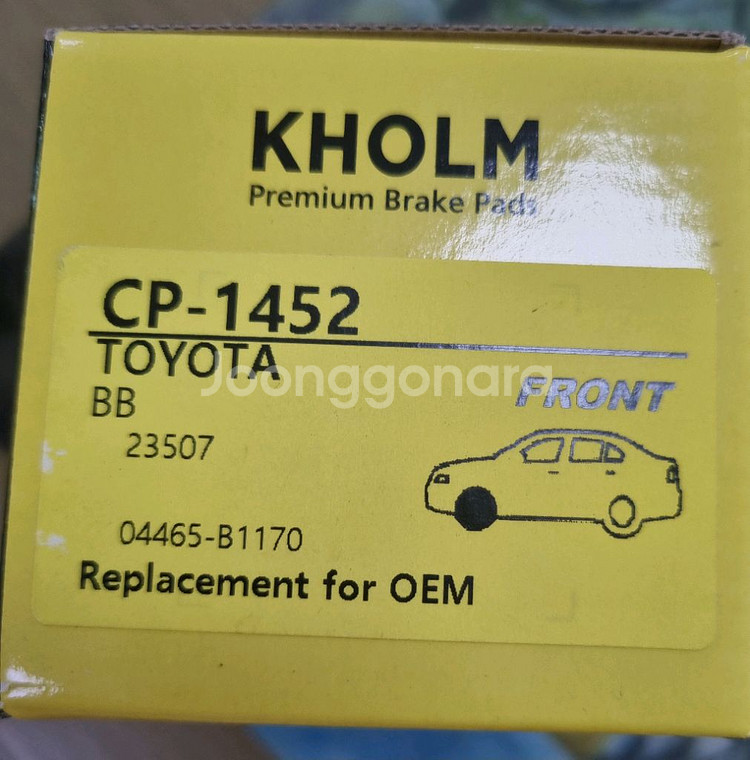 KHOLM
Premium Brake Pads
CP-1452
TOYOTA
Joonggonara
FRONT
BB
23507
04465-B1170
Replacement for OEM